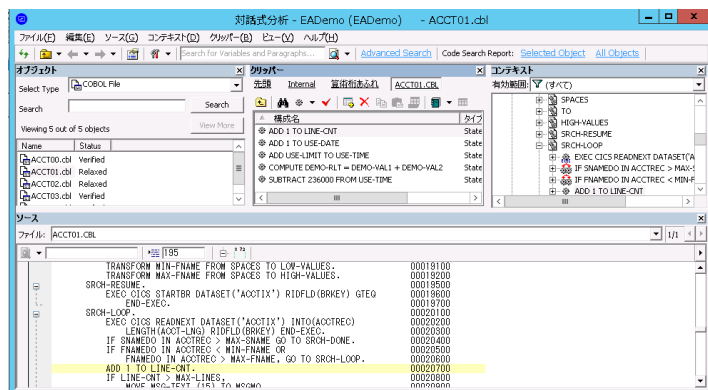 対話式分析 - EADemo (EADemo) - ACCT01.cbl
ファイル(F) 編集(E) ソース(C) コンテキスト(D) クリッパー(B) ビュー(V) ヘルプ(H)
Search for Variables and Paragraphs... Advanced Search Code Search Report: Selected Object All Objects
オブジェクト
Select Type COBOL File
Search Search
Viewing 5 out of 5 objects View More
Name Status
ACCT00.cbl Verified
ACCT01.cbl Relaxed
ACCT02.cbl Relaxed
ACCT03.cbl Verified
クリッパー
先頭 Internal 算術桁あふれ ACCT01.CBL
構成名 タイプ
ADD 1 TO LINE-CNT State
ADD 1 TO USE-DATE State
ADD USE-LIMIT TO USE-TIME State
COMPUTE DEMO-RLT = DEMO-VAL1 + DEMO-VAL2 State
SUBTRACT 236000 FROM USE-TIME State
コンテキスト
有効範囲: (すべて)
SPACES
TO
HIGH-VALUES
SRCH-RESUME
SRCH-LOOP
EXEC CICS READNEXT DATASET('A
IF SNAMEDO IN ACCTREC > MAX-S
IF FNAMEDO IN ACCTREC < MIN-F
ADD 1 TO LINE-CNT
ソース
ファイル: ACCT01.CBL 1/1
195
TRANSFORM MIN-FNAME FROM SPACES TO LOW-VALUES. 00019100
TRANSFORM MAX-FNAME FROM SPACES TO HIGH-VALUES. 00019200
SRCH-RESUME. 00019500
EXEC CICS STARTBR DATASET('ACCTIX') RIDFLD(BRKEY) GTEQ 00019600
END-EXEC. 00019700
SRCH-LOOP. 00020100
EXEC CICS READNEXT DATASET('ACCTIX') INTO(ACCTREC) 00020200
LENGTH(ACCT-LNG) RIDFLD(BRKEY) END-EXEC. 00020300
IF SNAMEDO IN ACCTREC > MAX-SNAME GO TO SRCH-DONE. 00020400
IF FNAMEDO IN ACCTREC < MIN-FNAME OR 00020500
FNAMEDO IN ACCTREC > MAX-FNAME, GO TO SRCH-LOOP. 00020600
ADD 1 TO LINE-CNT. 00020700
IF LINE-CNT > MAX-LINES, 00020800
MOVE MSG-TEXT (15) TO MSGMO 00020900